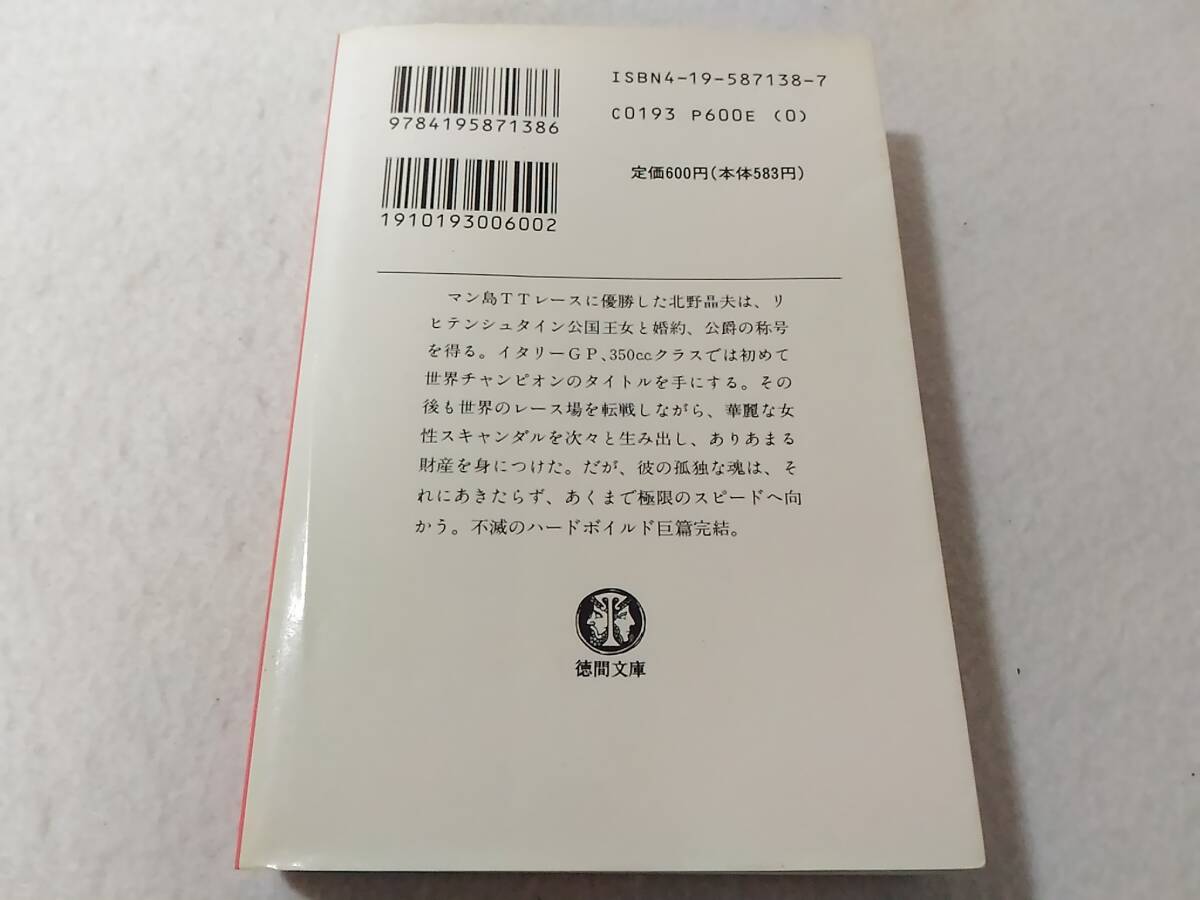 ISBN4-19-587138-7
9784195871386
C0193 P600E (0)
定価600円(本体583円)
1910193006002
マン島TTレースに優勝した北野晶夫は、リ
ヒテンシュタイン公国王女と婚約、公爵の称号
を得る。イタリーGP、350ccクラスでは初めて
世界チャンピオンのタイトルを手にする。その
後も世界のレース場を転戦しながら、華麗な女
性スキャンダルを次々と生み出し、ありあまる
財産を身につけた。だが、彼の孤独な魂は、そ
れにあきたらず、あくまで極限のスピードへ向
かう。不滅のハードボイルド巨篇完結。
徳間文庫